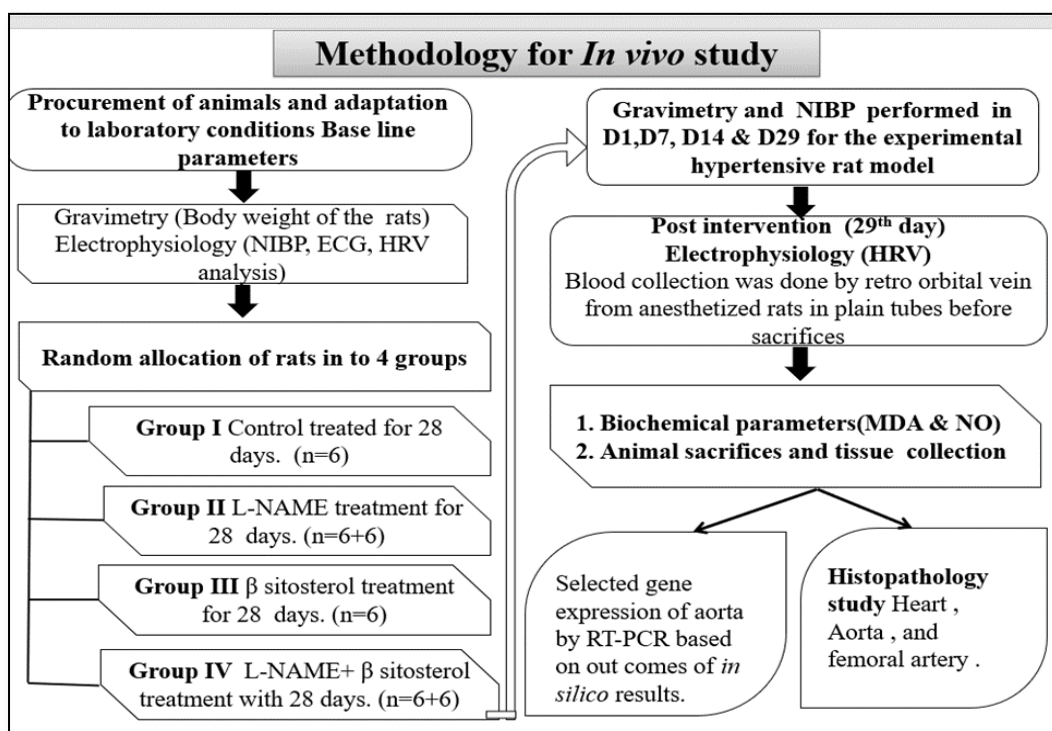 Methodology for In vivo study
Procurement of animals and adaptation
to laboratory conditions Base line
parameters
Gravimetry (Body weight of the rats)
Electrophysiology (NIBP, ECG, HRV
analysis)
Random allocation of rats in to 4 groups
Group I Control treated for 28
days. (n=6)
Group II L-NAME treatment for
28 days. (n=6+6)
Group III β sitosterol treatment
for 28 days. (n=6)
Group IV L-NAME+ β sitosterol
treatment with 28 days. (n=6+6)
Gravimetry and NIBP performed in
D1,D7, D14 & D29 for the experimental
hypertensive rat model
Post intervention (29th day)
Electrophysiology (HRV)
Blood collection was done by retro orbital vein
from anesthetized rats in plain tubes before
sacrifices
1. Biochemical parameters(MDA & NO)
2. Animal sacrifices and tissue collection
Selected gene
expression of aorta
by RT-PCR based
on out comes of in
silico results.
Histopathology
study Heart ,
Aorta , and
femoral artery .